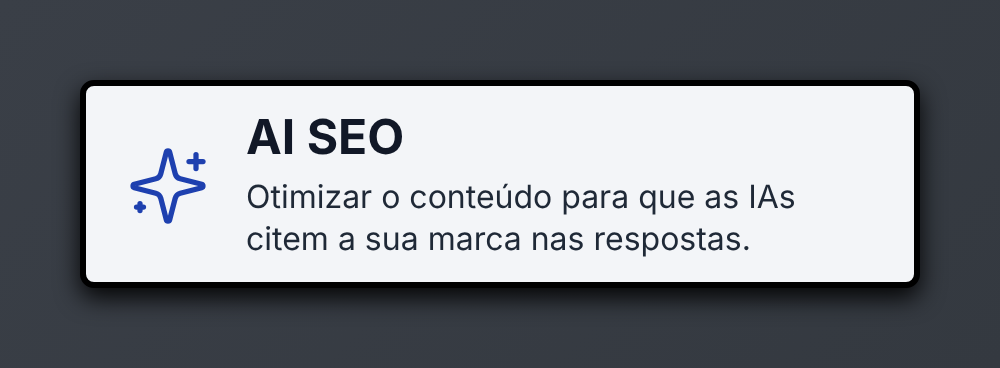 AI SEO
Otimizar o conteúdo para que as IAs
citem a sua marca nas respostas.